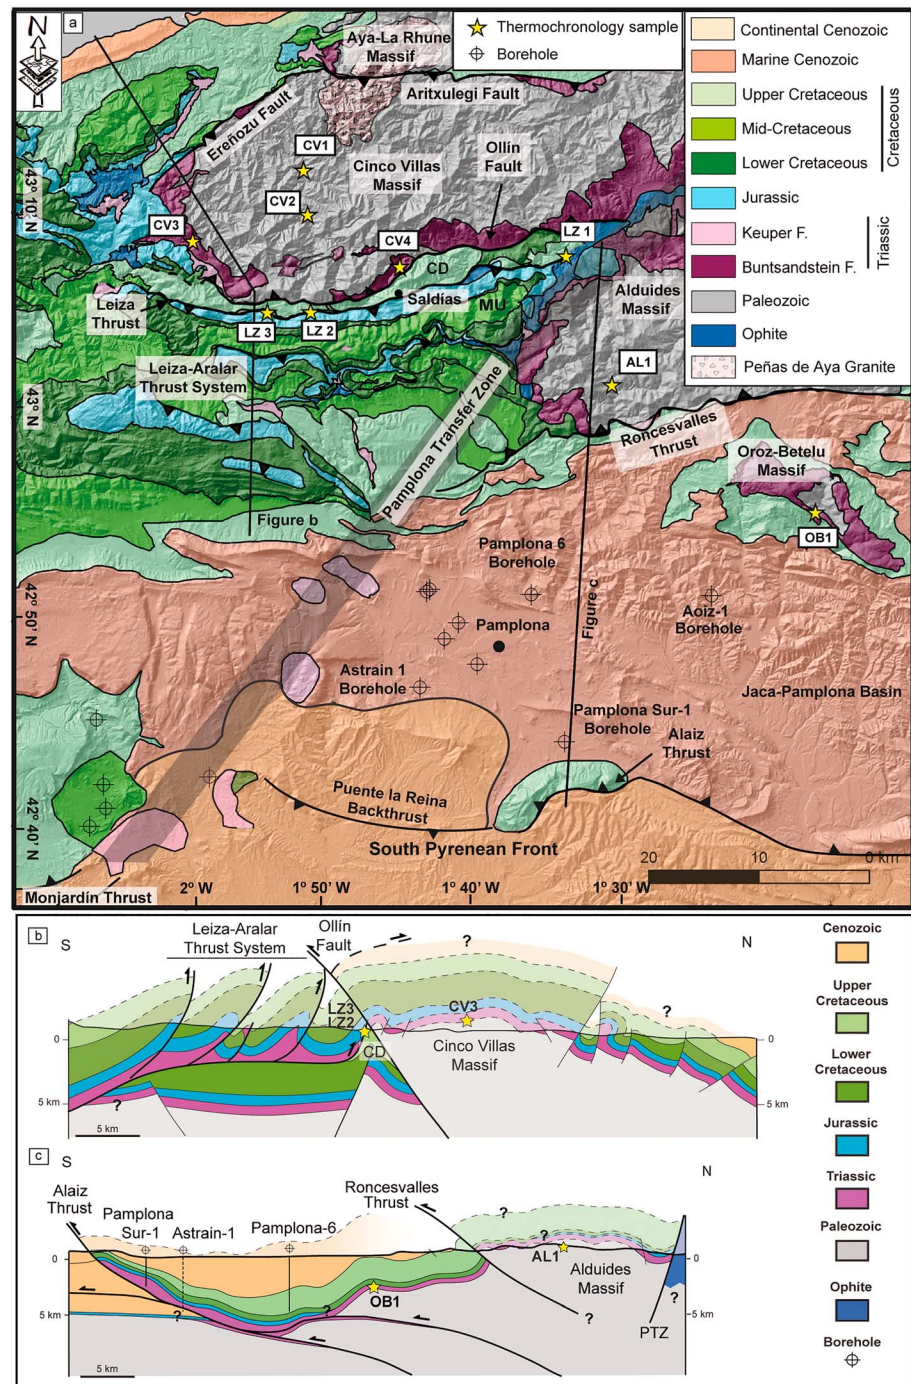 N
a
Thermochronology sample
Borehole
Continental Cenozoic
Marine Cenozoic
Upper Cretaceous
Mid-Cretaceous
Lower Cretaceous
Cretaceous
Jurassic
Keuper F.
Buntsandstein F.
Triassic
Paleozoic
Ophite
Peñas de Aya Granite
Aya-La Rhune
Massif
Aritxulegi Fault
Ereñozu Fault
CV1
Cinco Villas
Massif
Ollín
Fault
CV2
43° 10' N
CV3
CV4
LZ 1
CD
Saldías
Alduides
Massif
Leiza
Thrust
MU
LZ 3
LZ 2
Leiza-Aralar
Thrust System
AL1
43° N
Pamplona Transfer Zone
Roncesvalles
Thrust
Oroz-Betelu
Massif
OB1
Figure b
Pamplona 6
Borehole
42° 50' N
Figure c
Aoiz-1
Borehole
Pamplona
Astrain 1
Borehole
Jaca-Pamplona Basin
Pamplona Sur-1
Borehole
Alaiz
Thrust
42° 40' N
Puente la Reina
Backthrust
South Pyrenean Front
20
10
0 km
Monjardín Thrust
2° W
1° 50' W
1° 40' W
1° 30' W
b
S
Leiza-Aralar
Thrust System
Ollín
Fault
?
N
?
LZ3
LZ2
CV3
0
CD
Cinco Villas
Massif
0
5 km
?
5 km
5 km
c
S
N
Alaiz
Thrust
Pamplona
Sur-1
Astrain-1
Pamplona-6
Roncesvalles
Thrust
?
?
0
AL1
0
Alduides
Massif
OB1
?
5 km
?
?
?
5 km
PTZ
5 km
Cenozoic
Upper
Cretaceous
Lower
Cretaceous
Jurassic
Triassic
Paleozoic
Ophite
Borehole